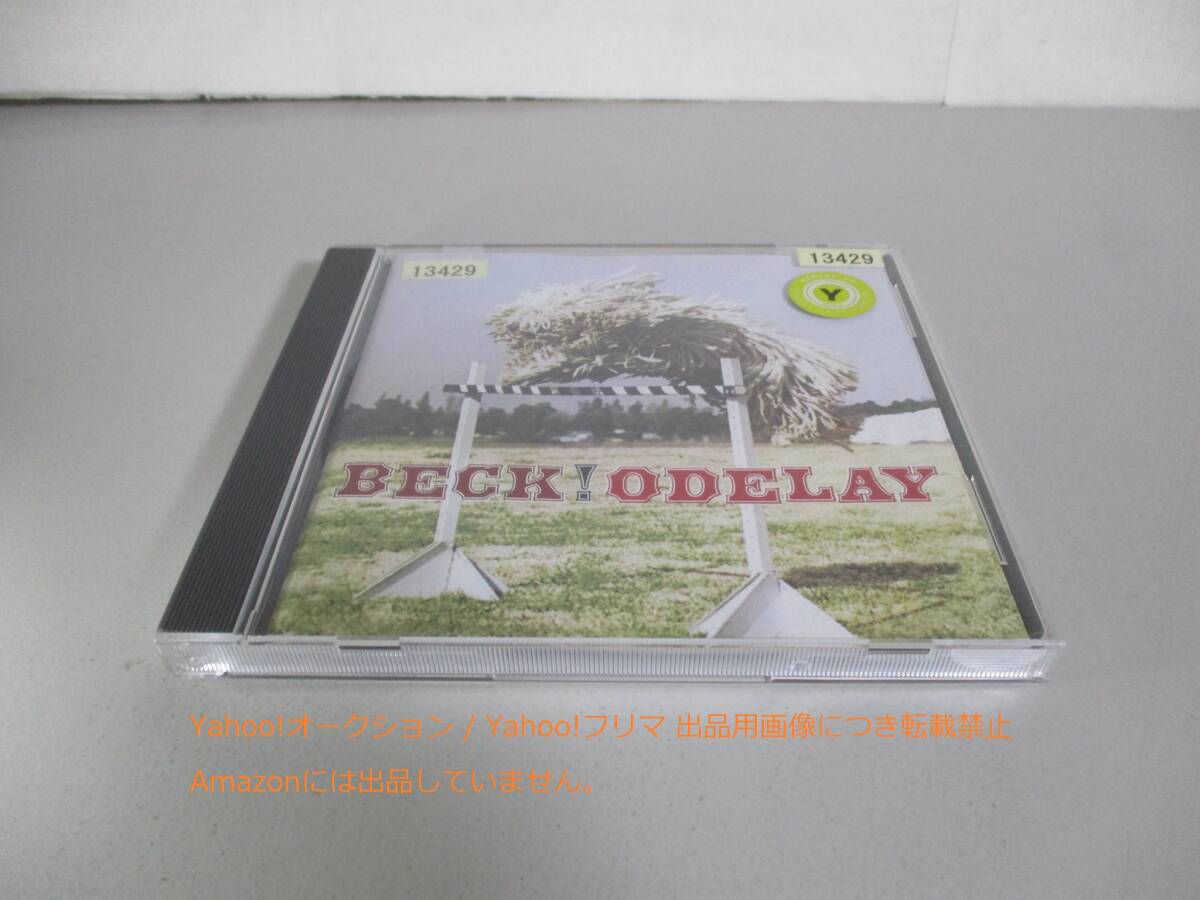 13429
13429
Y
BECK! ODELAY
Yahoo!オークション / Yahoo!フリマ 出品用画像につき転載禁止
Amazonには出品していません。